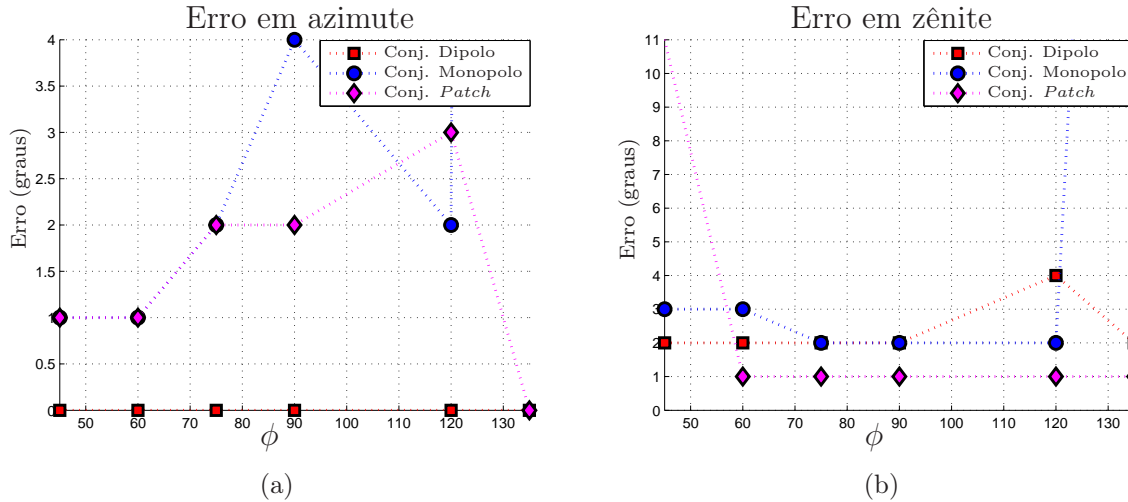 Erro em azimute
Erro (graus)
4
3.5
3
2.5
2
1.5
1
0.5
0
50 60 70 80 90 100 110 120 130
ϕ
Conj. Dipolo
Conj. Monopolo
Conj. Patch
(a)
Erro em zênite
Erro (graus)
11
10
9
8
7
6
5
4
3
2
1
0
50 60 70 80 90 100 110 120 130
ϕ
Conj. Dipolo
Conj. Monopolo
Conj. Patch
(b)